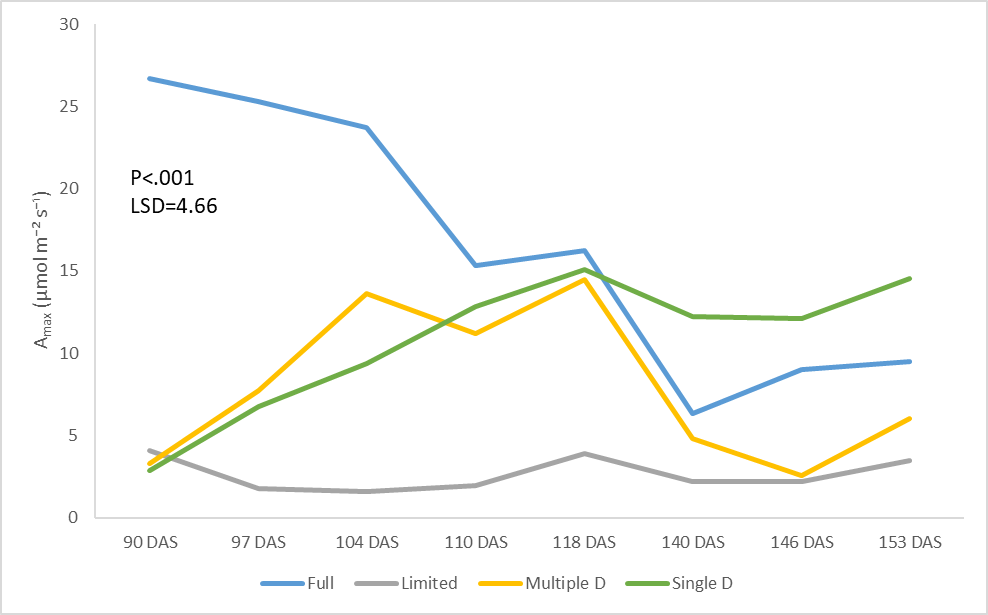 30
25
20
15
10
5
0
Amax (µmol m⁻² s⁻¹)
P<.001
LSD=4.66
90 DAS 97 DAS 104 DAS 110 DAS 118 DAS 140 DAS 146 DAS 153 DAS
Full Limited Multiple D Single D